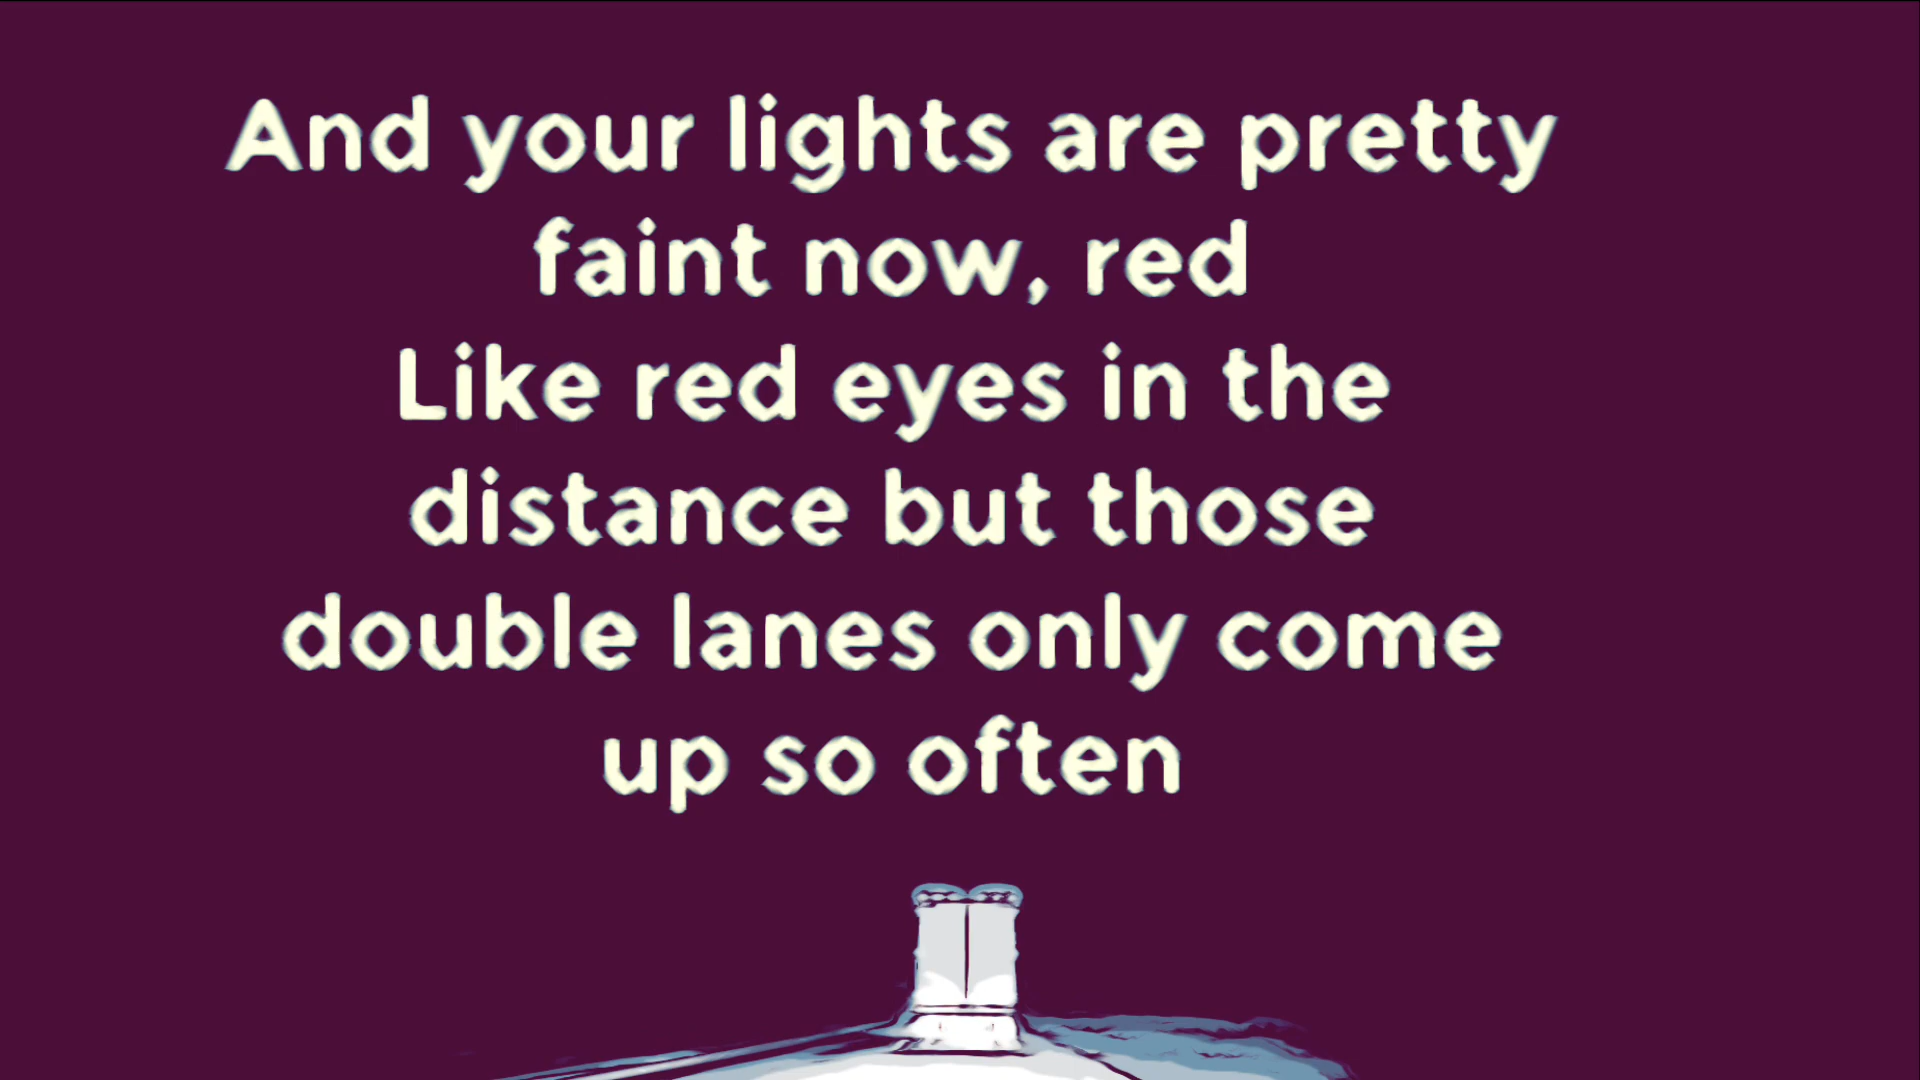 And your lights are pretty
faint now, red
Like red eyes in the
distance but those
double lanes only come
up so often